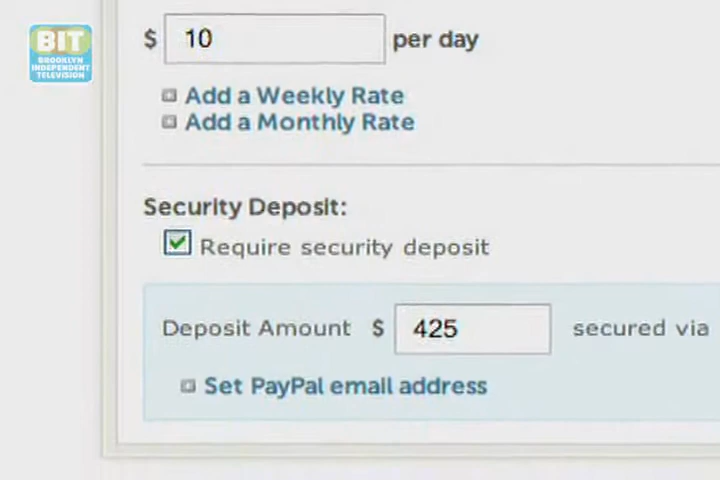 BIT
BROOKLYN
INDEPENDENT
TELEVISION
$ 10 per day
Add a Weekly Rate
Add a Monthly Rate
Security Deposit:
Require security deposit
Deposit Amount $ 425 secured via
Set PayPal email address